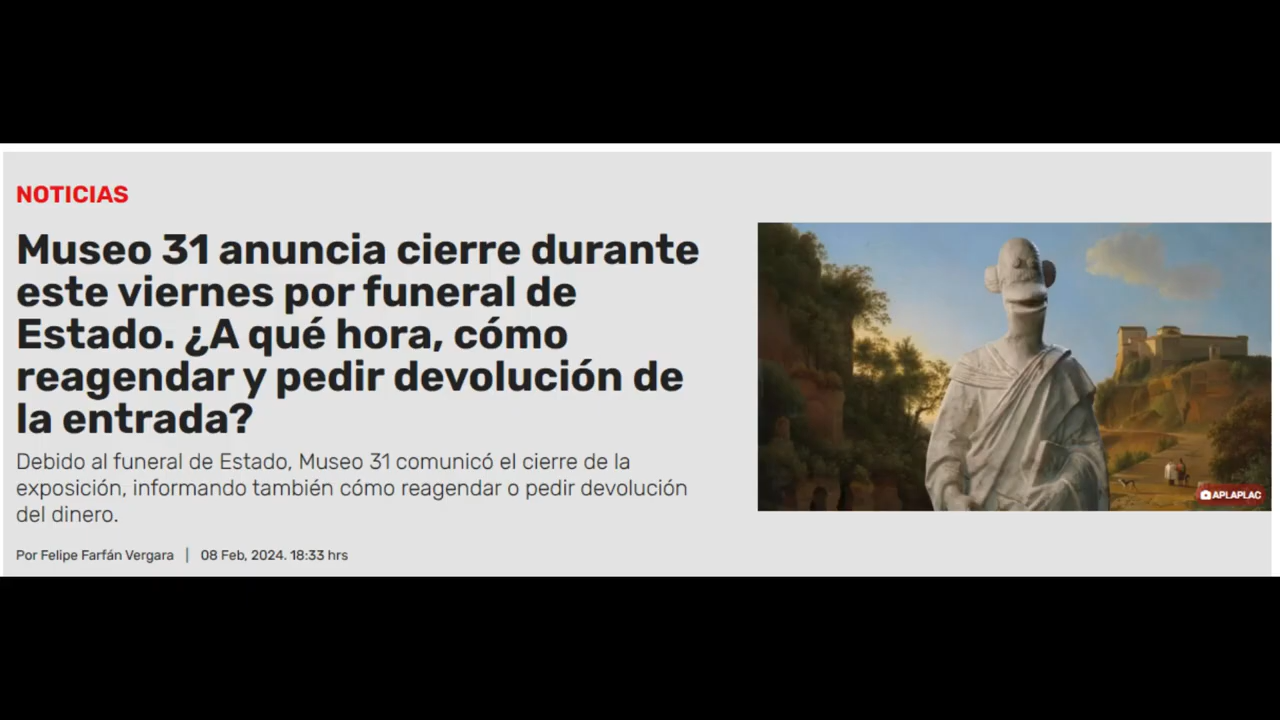 NOTICIAS
Museo 31 anuncia cierre durante
este viernes por funeral de
Estado. ¿A qué hora, cómo
reagendar y pedir devolución de
la entrada?
Debido al funeral de Estado, Museo 31 comunicó el cierre de la
exposición, informando también cómo reagendar o pedir devolución
del dinero.
Por Felipe Farfán Vergara | 08 Feb, 2024. 18:33 hrs
APLAPLAC